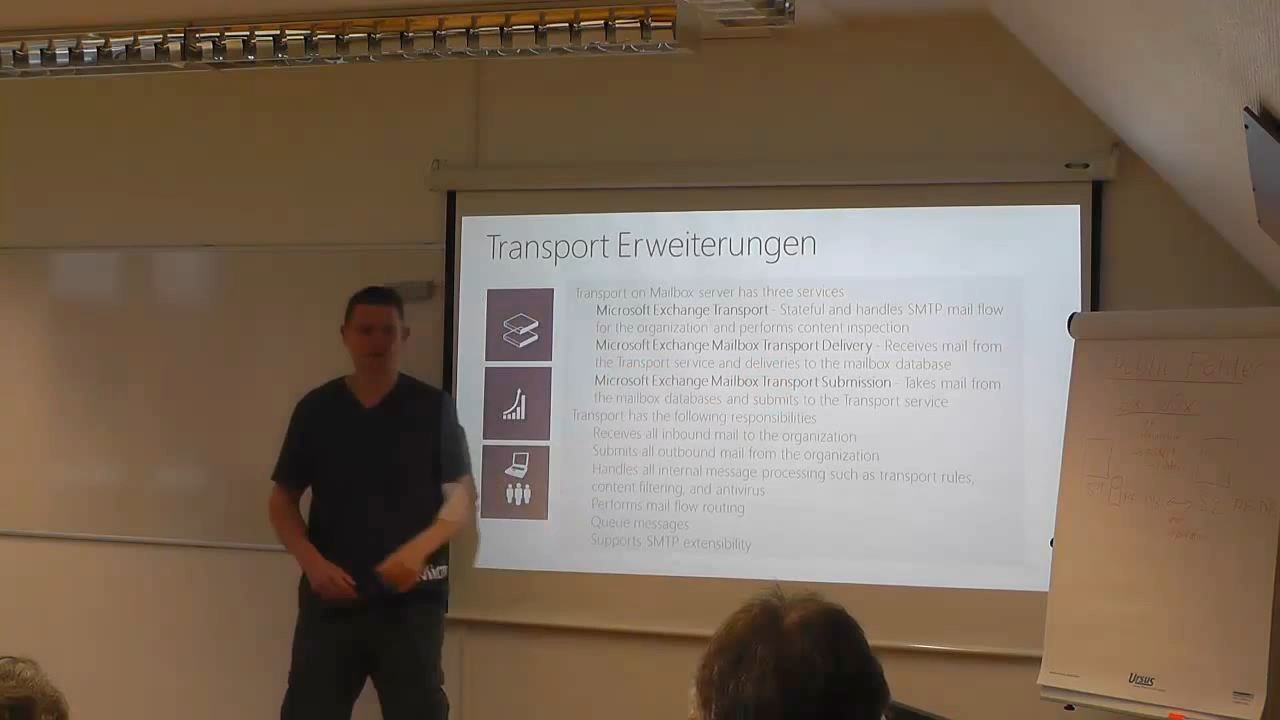 Transport Erweiterungen
Transport on Mailbox server has three services
Microsoft Exchange Transport - Stateful and handles SMTP mail flow
for the organization and performs content inspection
Microsoft Exchange Mailbox Transport Delivery - Receives mail from
the Transport service and deliveries to the mailbox database
Microsoft Exchange Mailbox Transport Submission - Takes mail from
the mailbox databases and submits to the Transport service
Transport has the following responsibilities
Receives all inbound mail to the organization
Submits all outbound mail from the organization
Handles all internal message processing such as transport rules,
content filtering, and antivirus
Performs mail flow routing
Queue messages
Supports SMTP extensibility
Public Folder
Ursus